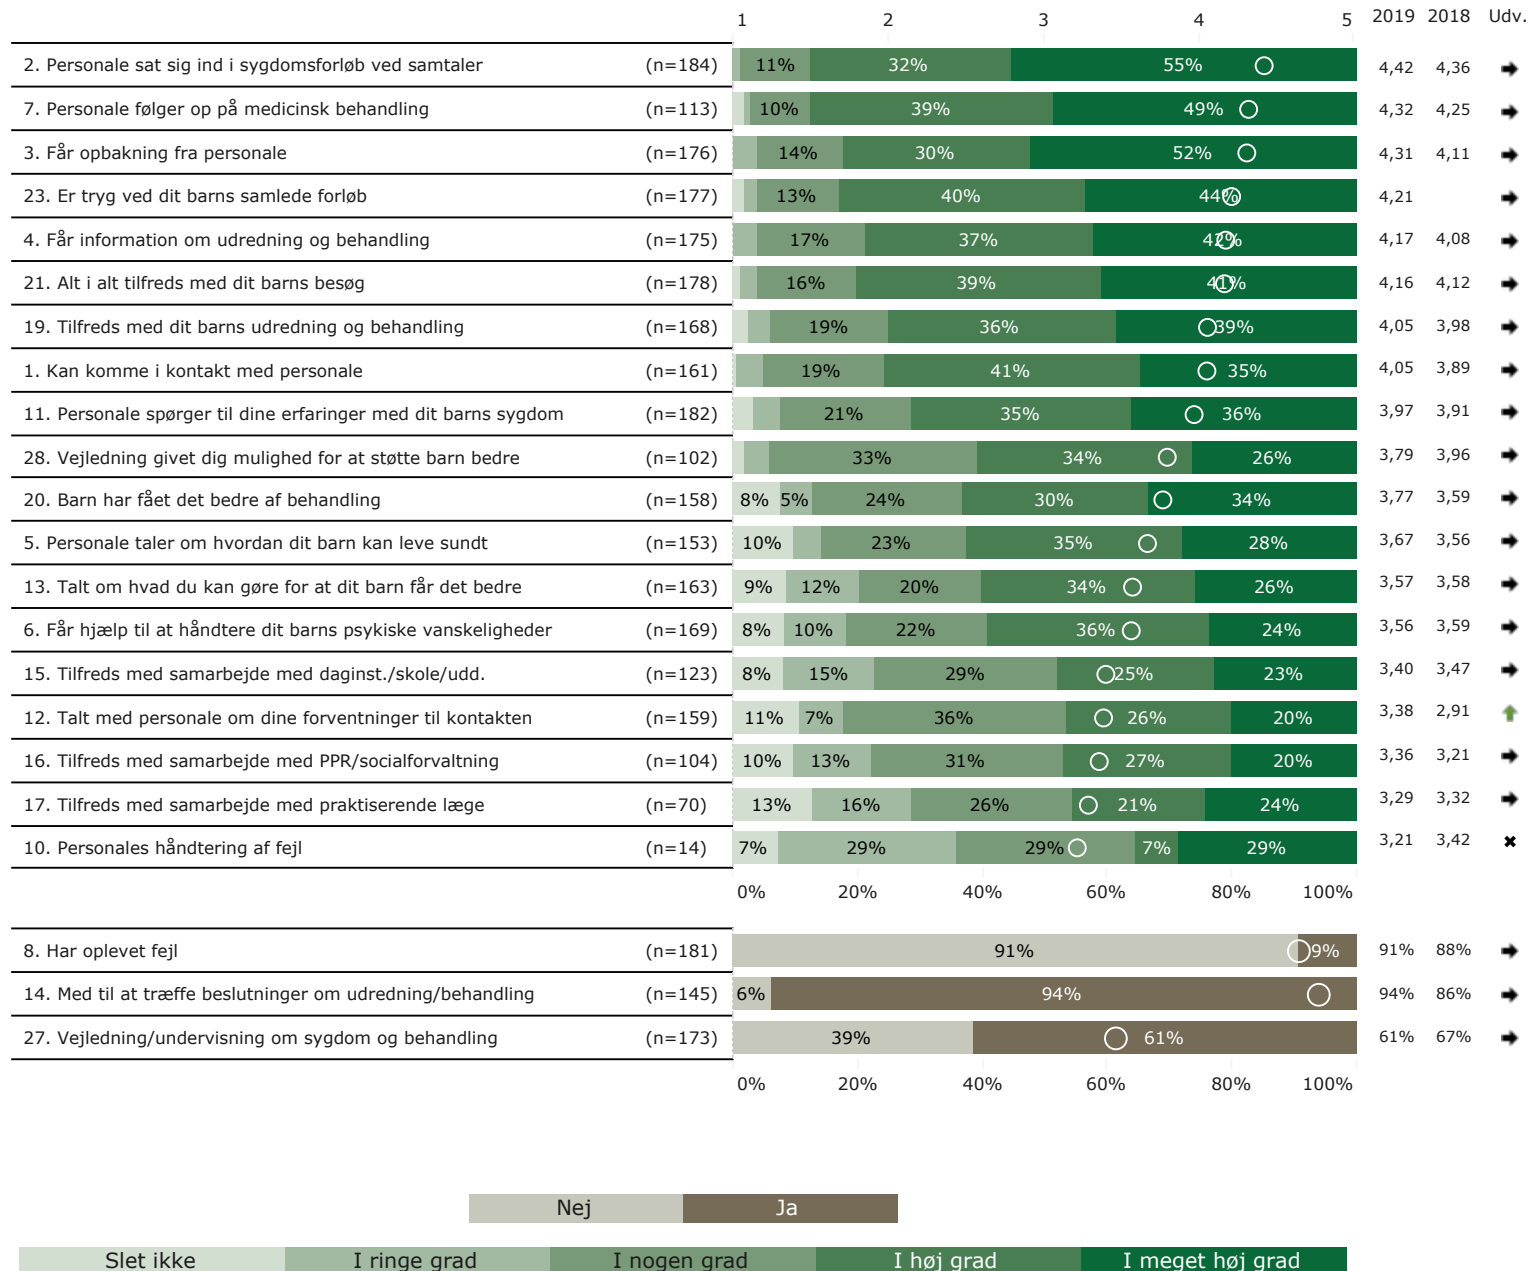 1 2 3 4 5 2019 2018 Udv.
2. Personale sat sig ind i sygdomsforløb ved samtaler (n=184) 11% 32% 55% 4,42 4,36
7. Personale følger op på medicinsk behandling (n=113) 10% 39% 49% 4,32 4,25
3. Får opbakning fra personale (n=176) 14% 30% 52% 4,31 4,11
23. Er tryg ved dit barns samlede forløb (n=177) 13% 40% 44% 4,21
4. Får information om udredning og behandling (n=175) 17% 37% 42% 4,17 4,08
21. Alt i alt tilfreds med dit barns besøg (n=178) 16% 39% 41% 4,16 4,12
19. Tilfreds med dit barns udredning og behandling (n=168) 19% 36% 39% 4,05 3,98
1. Kan komme i kontakt med personale (n=161) 19% 41% 35% 4,05 3,89
11. Personale spørger til dine erfaringer med dit barns sygdom (n=182) 21% 35% 36% 3,97 3,91
28. Vejledning givet dig mulighed for at støtte barn bedre (n=102) 33% 34% 26% 3,79 3,96
20. Barn har fået det bedre af behandling (n=158) 8% 5% 24% 30% 34% 3,77 3,59
5. Personale taler om hvordan dit barn kan leve sundt (n=153) 10% 23% 35% 28% 3,67 3,56
13. Talt om hvad du kan gøre for at dit barn får det bedre (n=163) 9% 12% 20% 34% 26% 3,57 3,58
6. Får hjælp til at håndtere dit barns psykiske vanskeligheder (n=169) 8% 10% 22% 36% 24% 3,56 3,59
15. Tilfreds med samarbejde med daginst./skole/udd. (n=123) 8% 15% 29% 25% 23% 3,40 3,47
12. Talt med personale om dine forventninger til kontakten (n=159) 11% 7% 36% 26% 20% 3,38 2,91
16. Tilfreds med samarbejde med PPR/socialforvaltning (n=104) 10% 13% 31% 27% 20% 3,36 3,21
17. Tilfreds med samarbejde med praktiserende læge (n=70) 13% 16% 26% 21% 24% 3,29 3,32
10. Personales håndtering af fejl (n=14) 7% 29% 29% 7% 29% 3,21 3,42
0% 20% 40% 60% 80% 100%
8. Har oplevet fejl (n=181) 91% 9% 91% 88%
14. Med til at træffe beslutninger om udredning/behandling (n=145) 6% 94% 94% 86%
27. Vejledning/undervisning om sygdom og behandling (n=173) 39% 61% 61% 67%
0% 20% 40% 60% 80% 100%
Nej Ja
Slet ikke I ringe grad I nogen grad I høj grad I meget høj grad